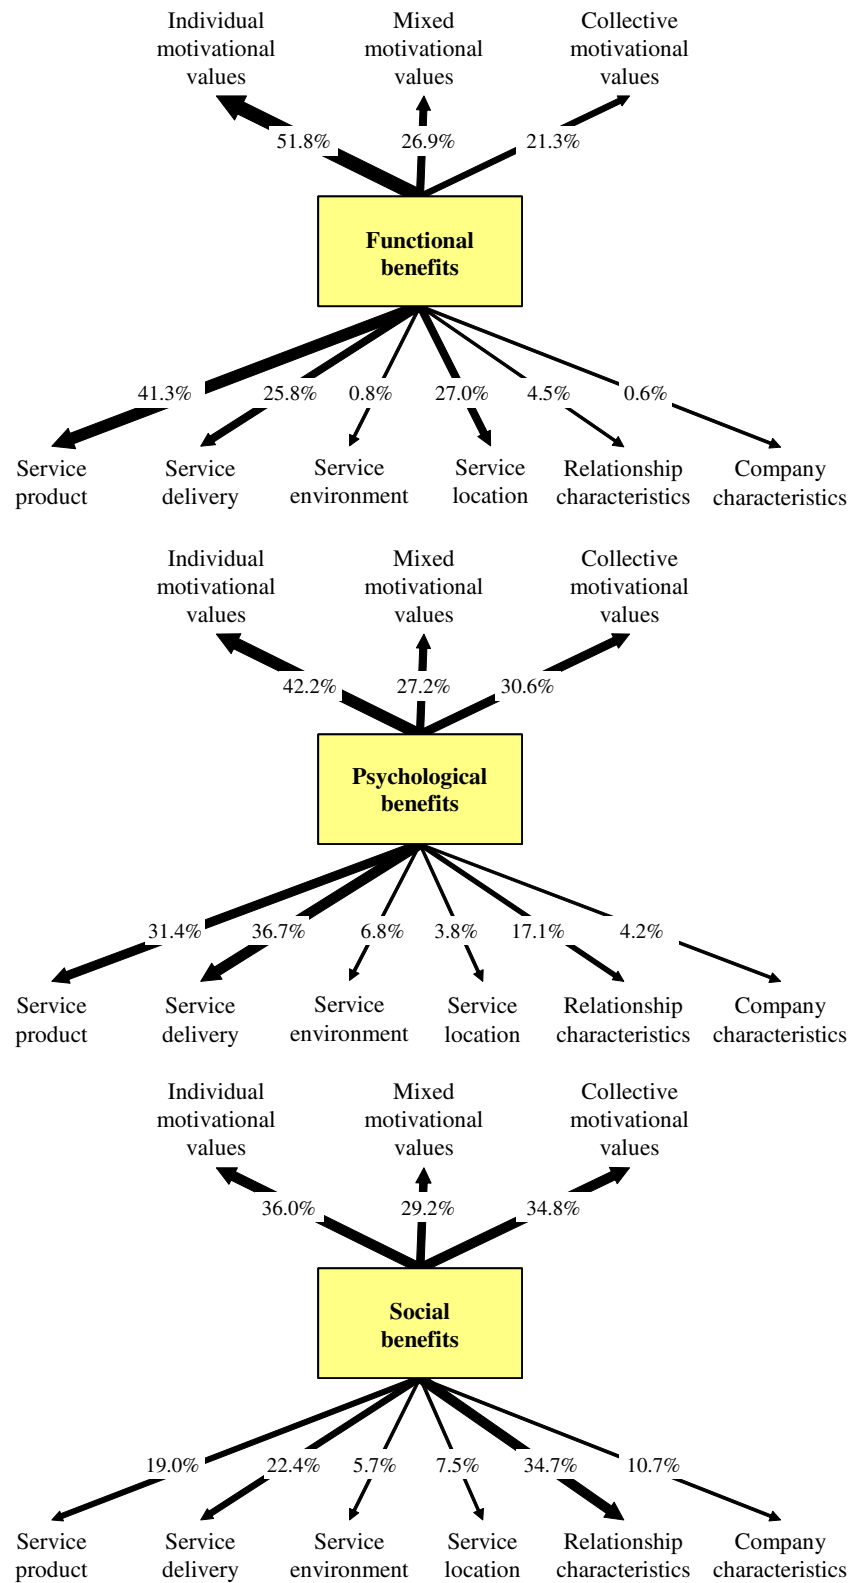 Individual Mixed Collective
motivational motivational motivational
values values values
51.8% 26.9% 21.3%
Functional
benefits
41.3% 25.8% 0.8% 27.0% 4.5% 0.6%
Service Service Service Service Relationship Company
product delivery environment location characteristics characteristics
Individual Mixed Collective
motivational motivational motivational
values values values
42.2% 27.2% 30.6%
Psychological
benefits
31.4% 36.7% 6.8% 3.8% 17.1% 4.2%
Service Service Service Service Relationship Company
product delivery environment location characteristics characteristics
Individual Mixed Collective
motivational motivational motivational
values values values
36.0% 29.2% 34.8%
Social
benefits
19.0% 22.4% 5.7% 7.5% 34.7% 10.7%
Service Service Service Service Relationship Company
product delivery environment location characteristics characteristics